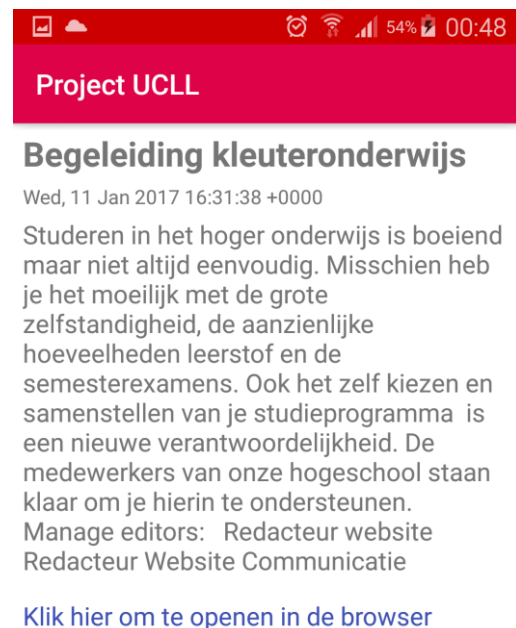 54% 00:48
Project UCLL
Begeleiding kleuteronderwijs
Wed, 11 Jan 2017 16:31:38 +0000
Studeren in het hoger onderwijs is boeiend
maar niet altijd eenvoudig. Misschien heb
je het moeilijk met de grote
zelfstandigheid, de aanzienlijke
hoeveelheden leerstof en de
semesterexamens. Ook het zelf kiezen en
samenstellen van je studieprogramma  is
een nieuwe verantwoordelijkheid. De
medewerkers van onze hogeschool staan
klaar om je hierin te ondersteunen.
Manage editors:   Redacteur website
Redacteur Website Communicatie
Klik hier om te openen in de browser